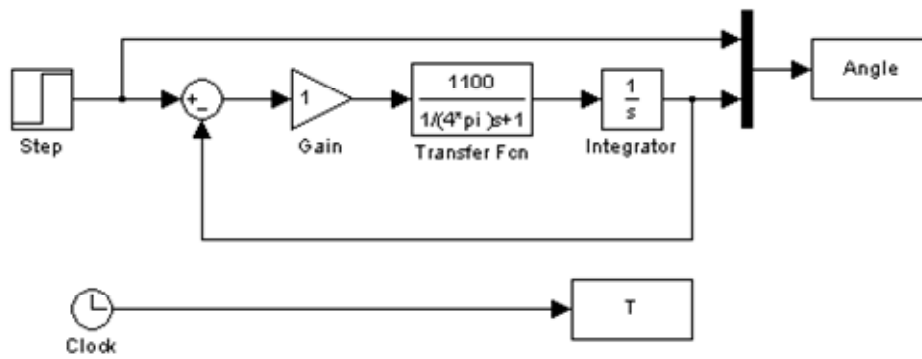 Step
+
-
1
Gain
1100
1/(4*pi )s+1
Transfer Fcn
1
s
Integrator
Angle
Clock
T